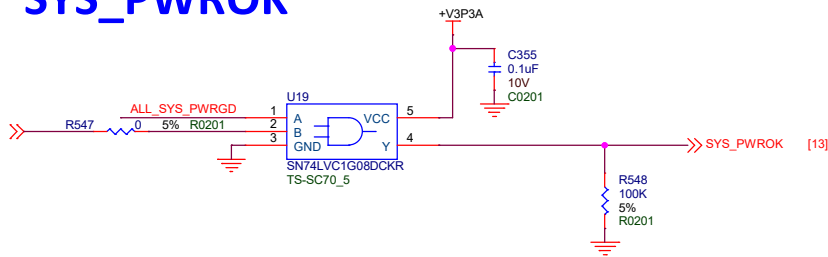 SYS_PWROK
+V3P3A
C355
0.1uF
10V
C0201
U19
ALL_SYS_PWRGD
1
A
VCC
5
R547
0
5%
R0201
2
B
3
GND
Y
4
SYS_PWROK
[13]
SN74LVC1G08DCKR
TS-SC70_5
R548
100K
5%
R0201